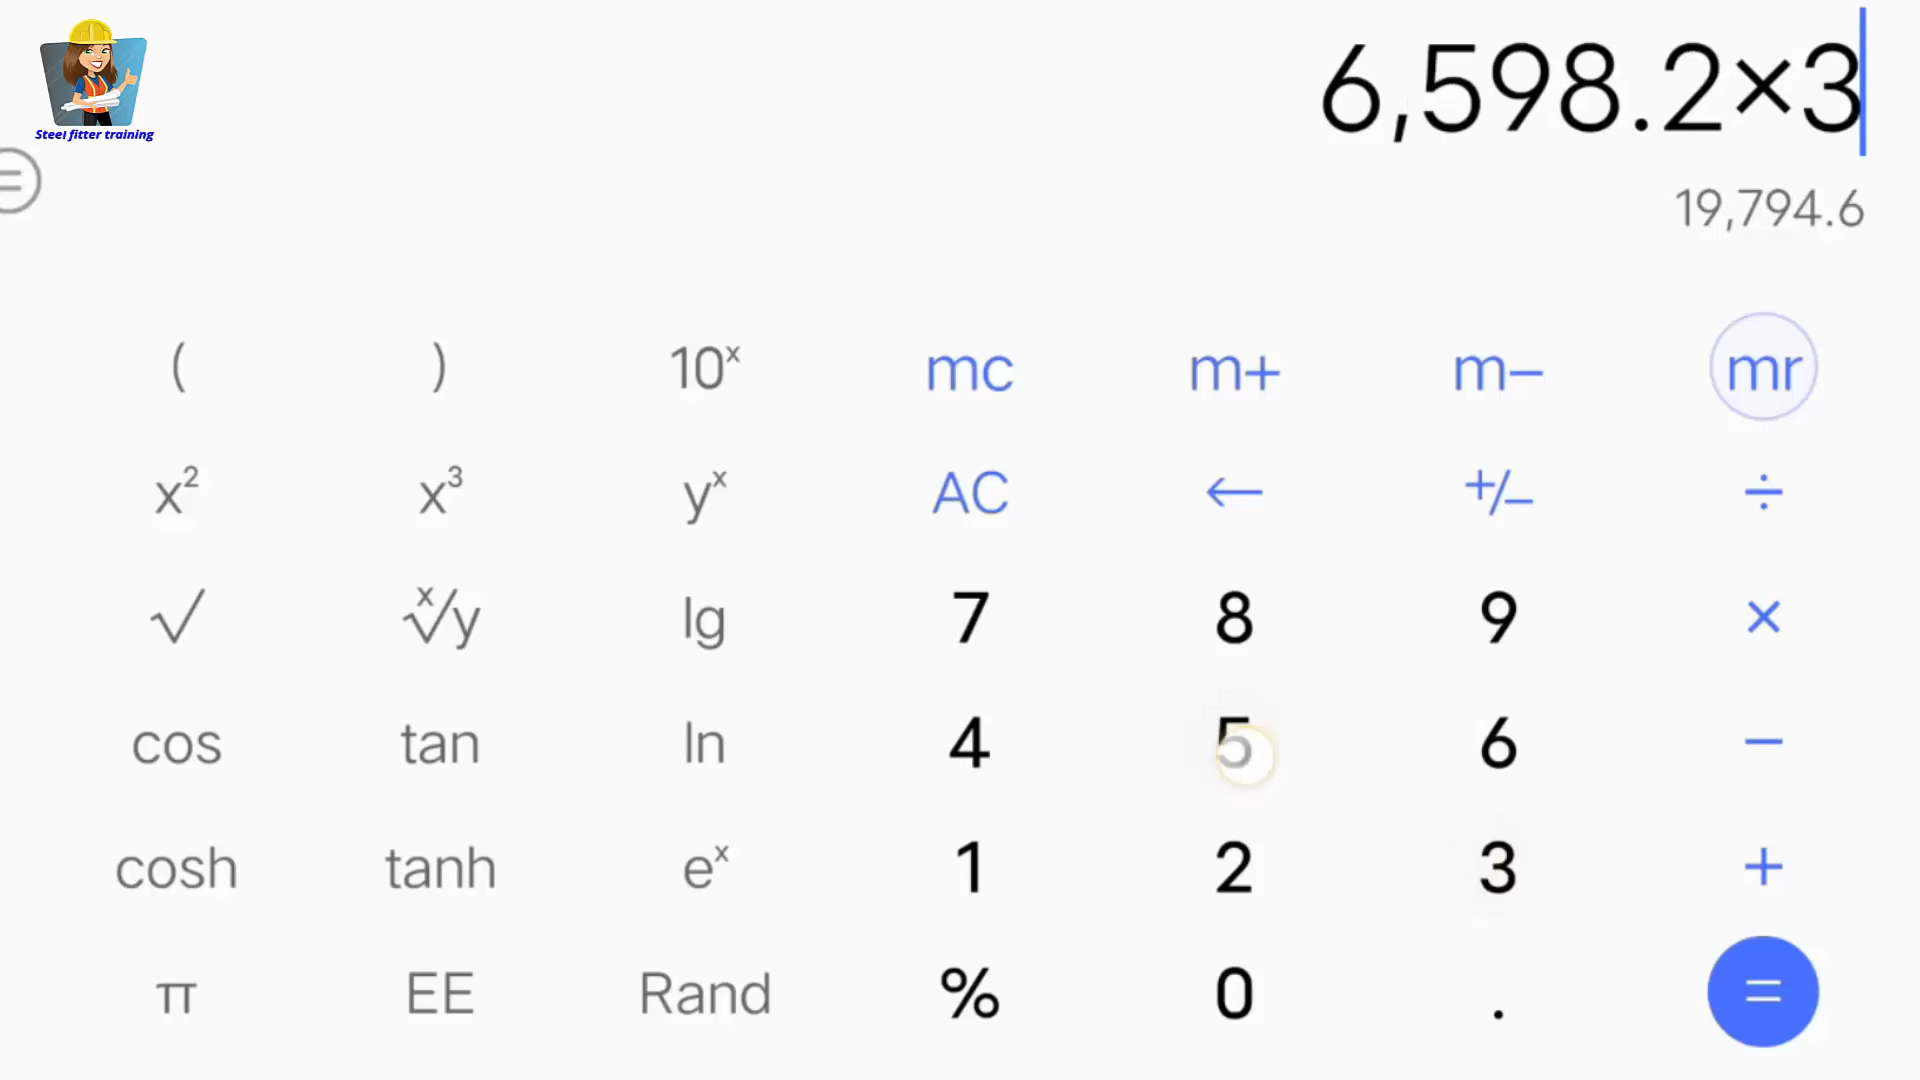 6,598.2×3
Steel fitter training
=
19,794.6
( ) 10ˣ mc m+ m− mr
x² x³ yˣ AC ← +/− ÷
√ ˣ√y lg 7 8 9 ×
cos tan ln 4 5 6 −
cosh tanh eˣ 1 2 3 +
π EE Rand % 0 . =